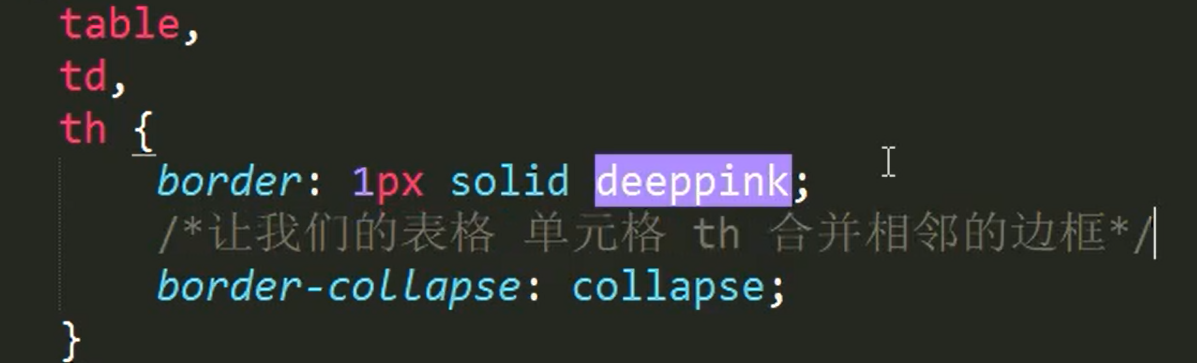 table,
td,
th {
border: 1px solid deeppink;
/*让我们的表格 单元格 th 合并相邻的边框*/
border-collapse: collapse;
}